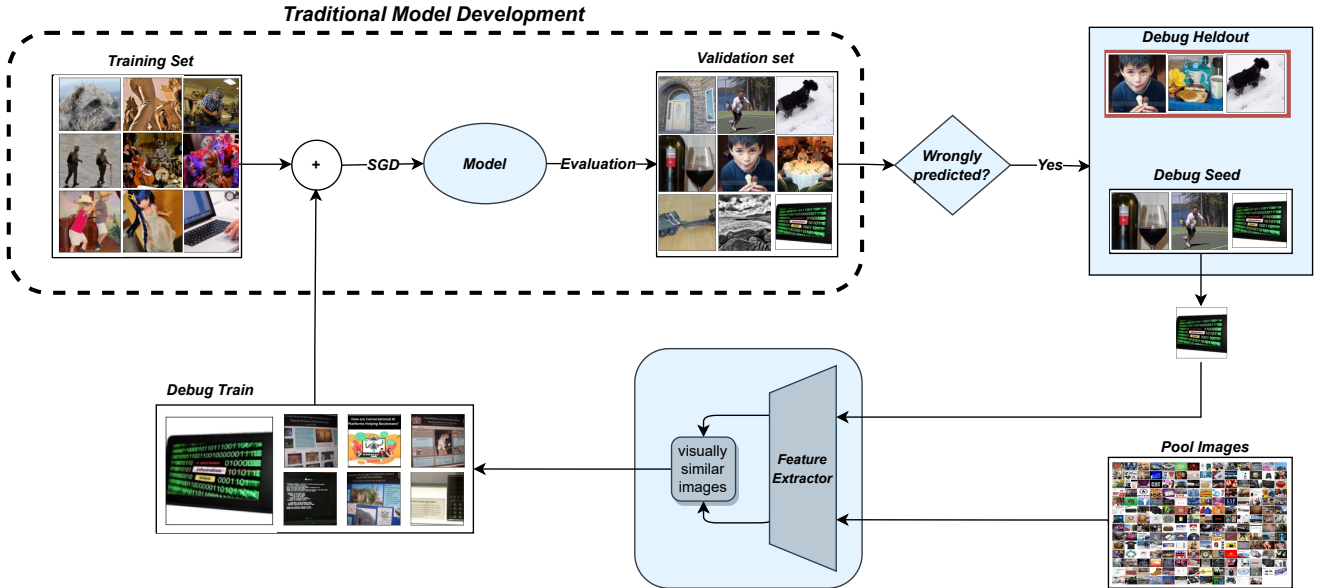 Traditional Model Development
Training Set
Validation set
Debug Heldout
+
SGD
Model
Evaluation
Wrongly
predicted?
Yes
Debug Seed
Debug Train
How are Conversational AI
Platforms Helping Businesses?
visually
similar
images
Feature
Extractor
Pool Images